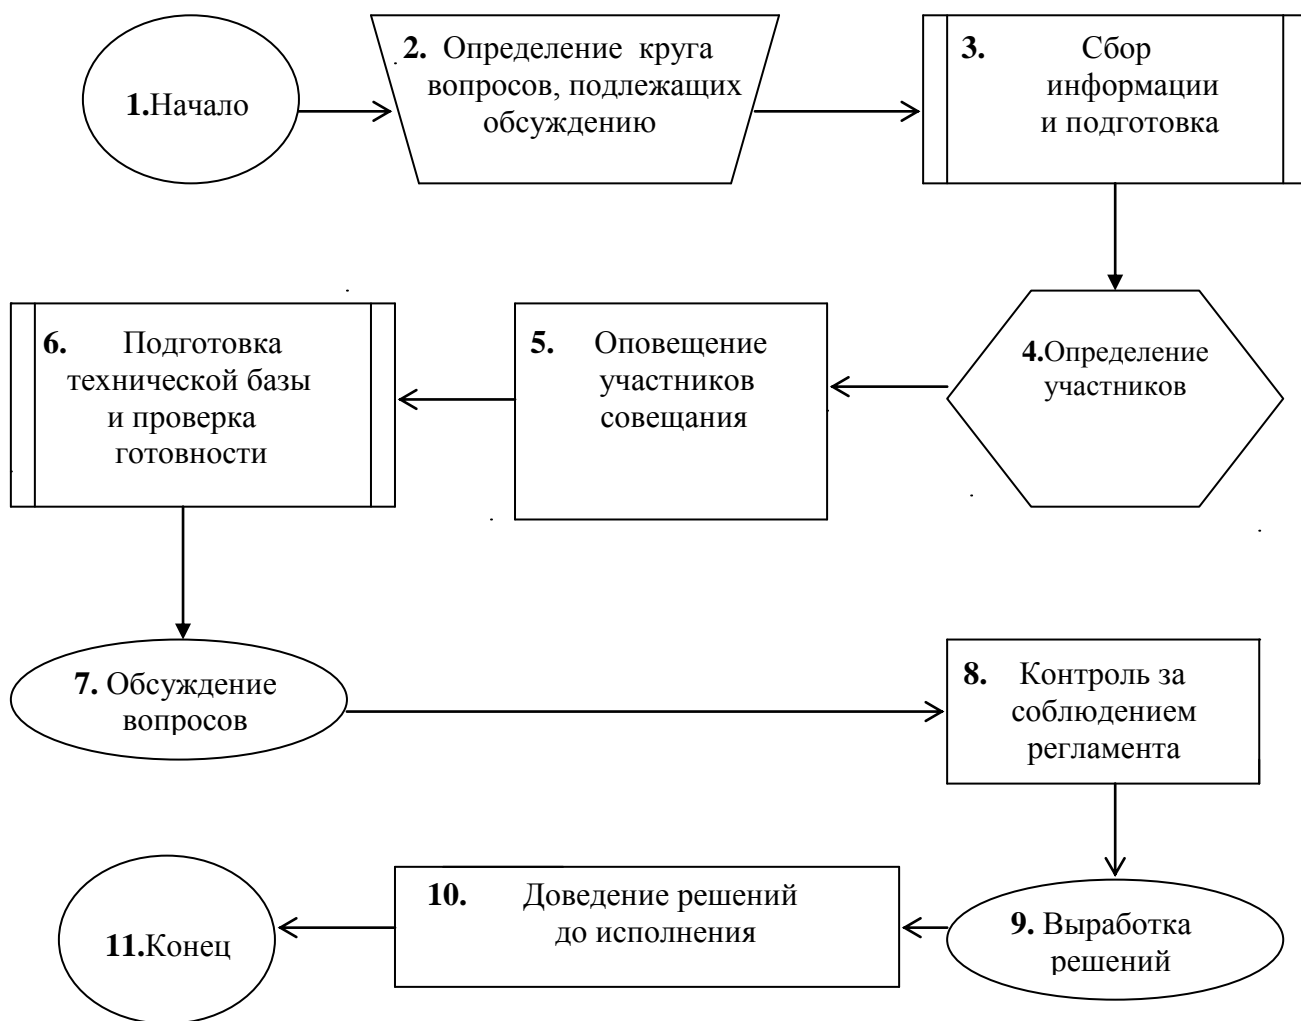 1.Начало
2. Определение круга
вопросов, подлежащих
обсуждению
3. Сбор
информации
и подготовка
4.Определение
участников
5. Оповещение
участников
совещания
6. Подготовка
технической базы
и проверка
готовности
7. Обсуждение
вопросов
8. Контроль за
соблюдением
регламента
9. Выработка
решений
10. Доведение решений
до исполнения
11.Конец